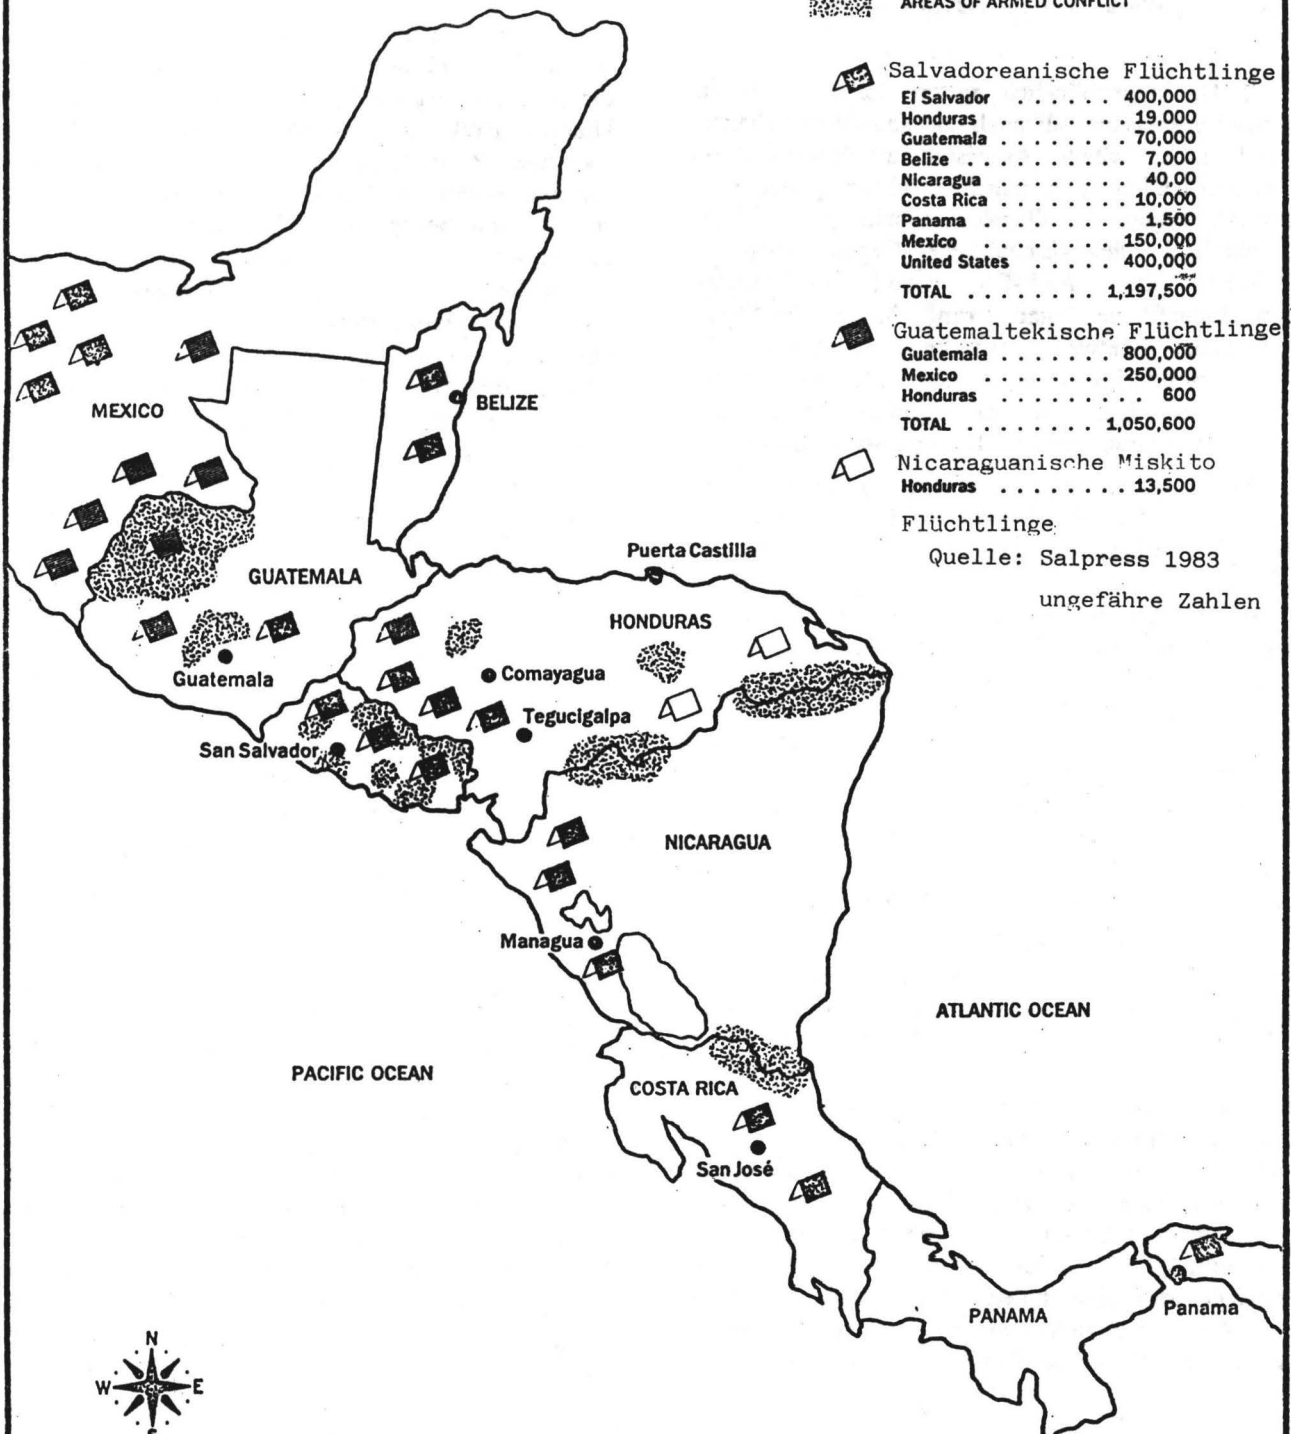 AREAS OF ARMED CONFLICT
Salvadoreanische Flüchtlinge
El Salvador . . . . . . 400,000
Honduras . . . . . . . . 19,000
Guatemala . . . . . . . . 70,000
Belize . . . . . . . . . . 7,000
Nicaragua . . . . . . . . 40,00
Costa Rica . . . . . . . . 10,000
Panama . . . . . . . . . 1,500
Mexico . . . . . . . . 150,000
United States . . . . . 400,000
TOTAL . . . . . . . . 1,197,500
Guatemaltekische Flüchtlinge
Guatemala . . . . . . . 800,000
Mexico . . . . . . . . 250,000
Honduras . . . . . . . . . 600
TOTAL . . . . . . . . 1,050,600
Nicaraguanische Miskito
Honduras . . . . . . . . 13,500
Flüchtlinge
Quelle: Salpress 1983
ungefähre Zahlen
MEXICO
BELIZE
Puerta Castilla
GUATEMALA
HONDURAS
Guatemala
Comayagua
Tegucigalpa
San Salvador
NICARAGUA
Managua
ATLANTIC OCEAN
PACIFIC OCEAN
COSTA RICA
San José
PANAMA
Panama
N
W E
S